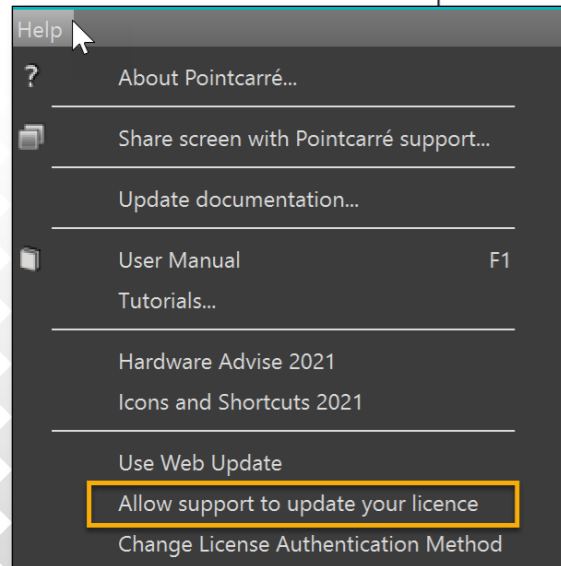 Help
? About Pointcarré...
Share screen with Pointcarré support...
Update documentation...
User Manual F1
Tutorials...
Hardware Advise 2021
Icons and Shortcuts 2021
Use Web Update
Allow support to update your licence
Change License Authentication Method